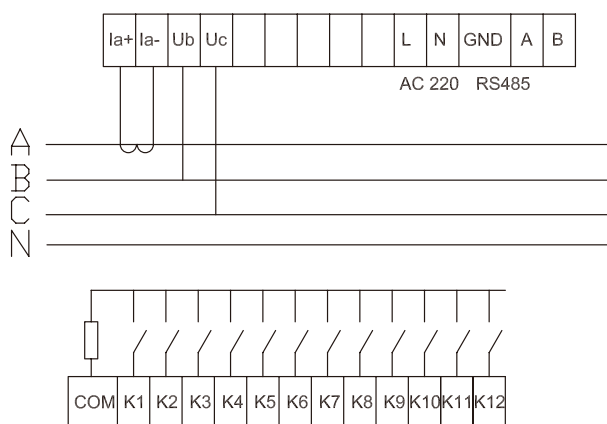 Ia+ Ia- Ub Uc L N GND A B
AC 220 RS485
A
B
C
N
COM K1 K2 K3 K4 K5 K6 K7 K8 K9 K10 K11 K12